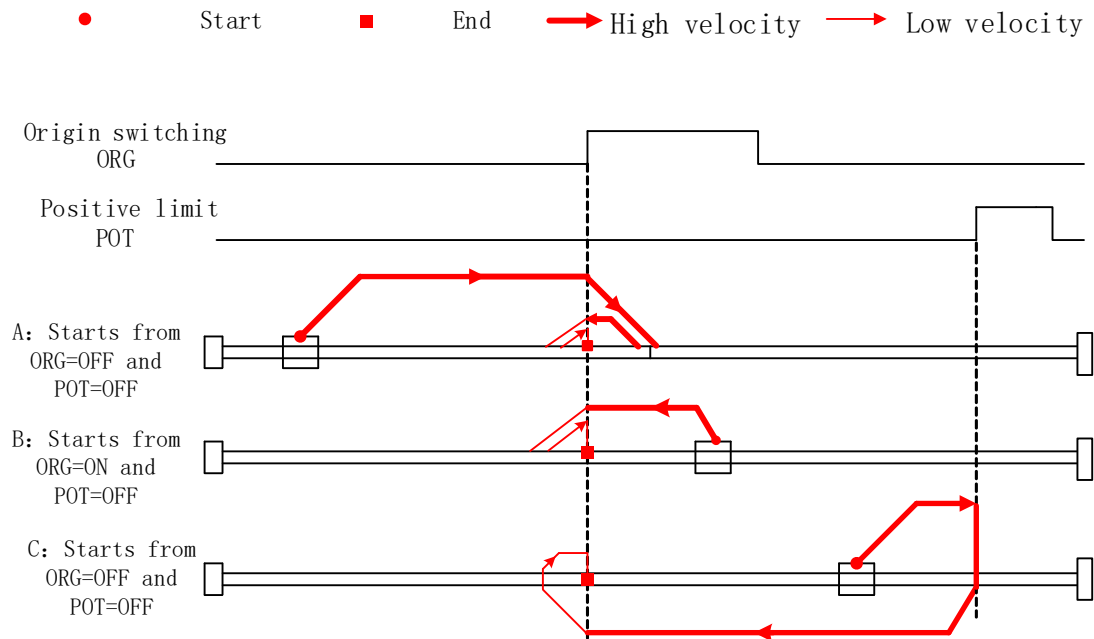 Start
End
High velocity
Low velocity
Origin switching
ORG
Positive limit
POT
A: Starts from
ORG=OFF and
POT=OFF
B: Starts from
ORG=ON and
POT=OFF
C: Starts from
ORG=OFF and
POT=OFF